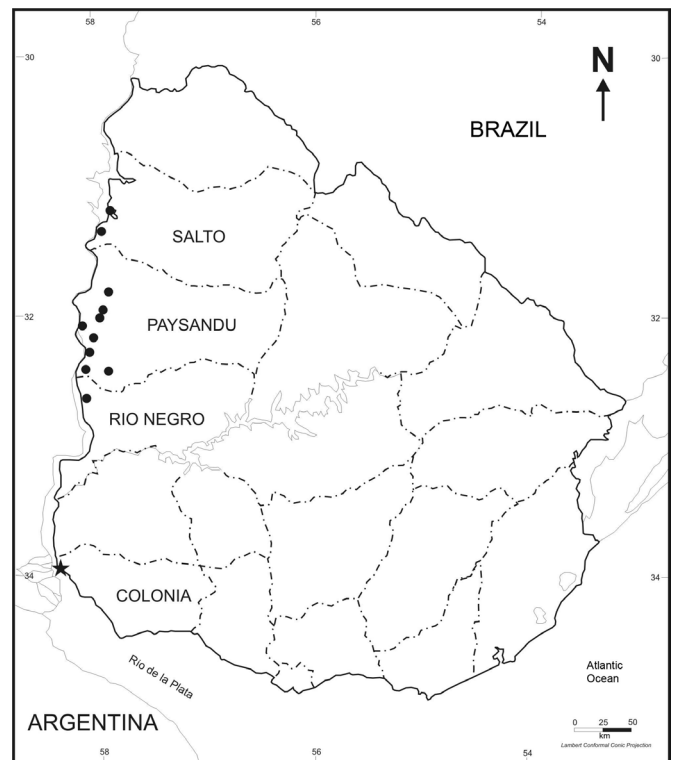 58
56
54
30
30
N
BRAZIL
SALTO
32
PAYSANDU
32
RIO NEGRO
34
34
COLONIA
Río de la Plata
Atlantic
Ocean
ARGENTINA
0 25 50
km
Lambert Conformal Conic Projection
58
56
54